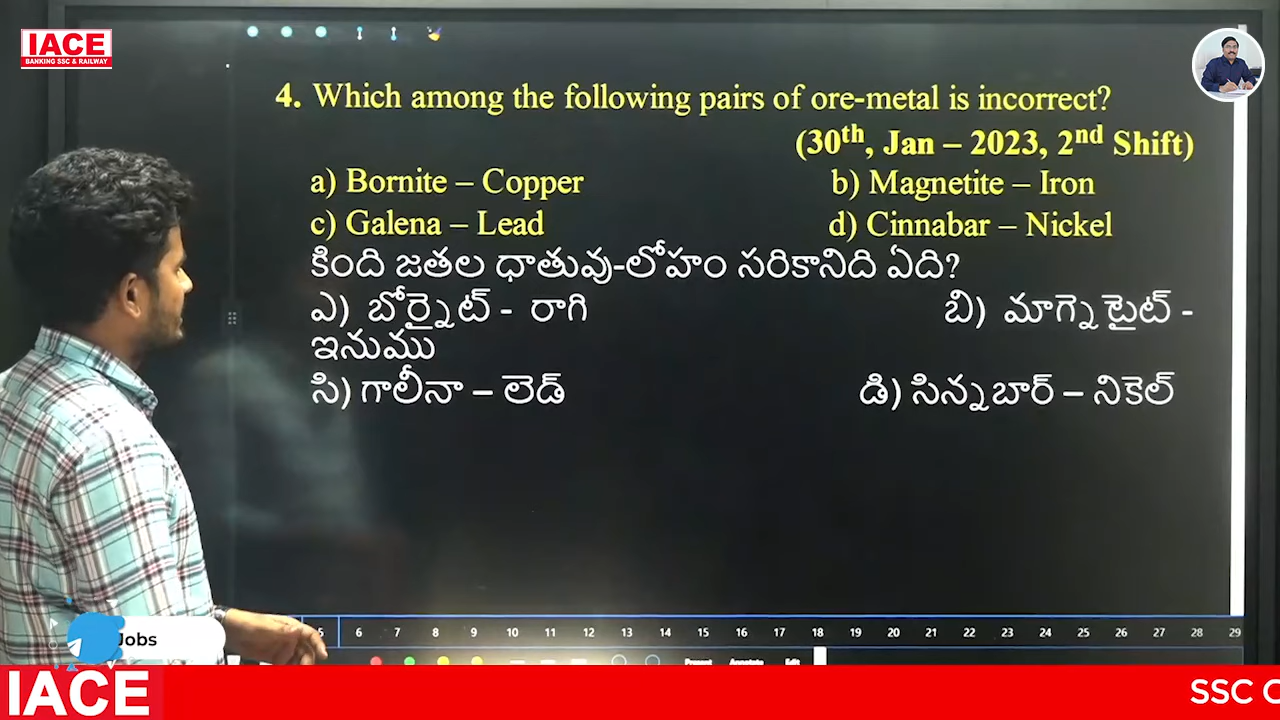 IACE
BANKING SSC & RAILWAY
4. Which among the following pairs of ore-metal is incorrect?
(30th, Jan – 2023, 2nd Shift)
a) Bornite – Copper b) Magnetite – Iron
c) Galena – Lead d) Cinnabar – Nickel
కింది జతల ధాతువు-లోహం సరికానిది ఏది?
ఎ) బోర్నైట్ - రాగి బి) మాగ్నెటైట్ -
ఇనుము
సి) గాలీనా – లెడ్ డి) సిన్నబార్ – నికెల్
5 6 7 8 9 10 11 12 13 14 15 16 17 18 19 20 21 22 23 24 25 26 27 28 29
Jobs
IACE
SSC